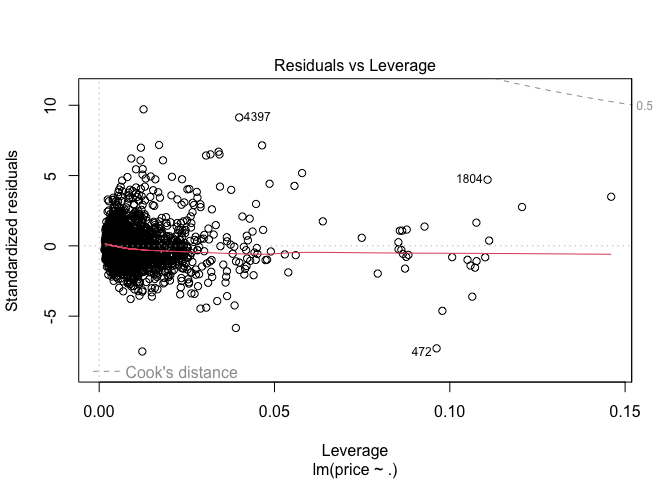 Residuals vs Leverage
Standardized residuals
10
5
0
-5
4397
1804
472
0.5
Cook's distance
0.00
0.05
0.10
0.15
Leverage
lm(price ~ .)